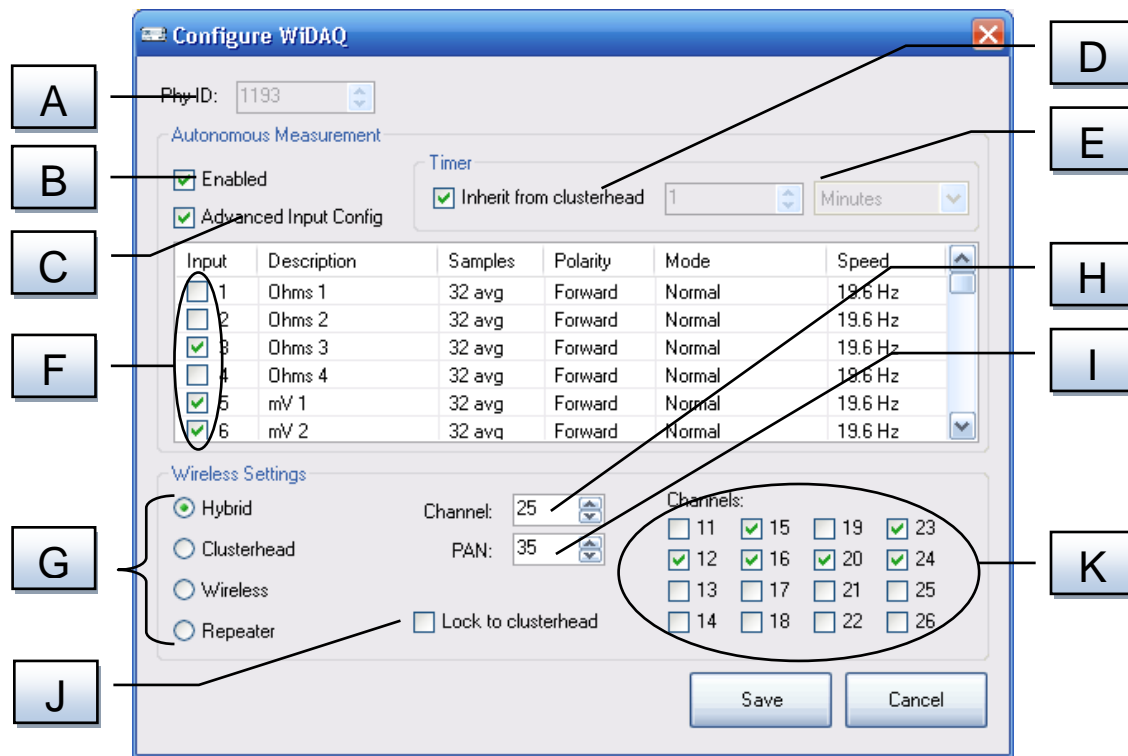 Configure WiDAQ
A
Phy ID: 1193
D
Autonomous Measurement
B
Enabled
Timer
Inherit from clusterhead 1 Minutes
E
C
Advanced Input Config
Input Description Samples Polarity Mode Speed
1 Ohms 1 32 avg Forward Normal 19.6 Hz
2 Ohms 2 32 avg Forward Normal 19.6 Hz
3 Ohms 3 32 avg Forward Normal 19.6 Hz
4 Ohms 4 32 avg Forward Normal 19.6 Hz
5 mV 1 32 avg Forward Normal 19.6 Hz
6 mV 2 32 avg Forward Normal 19.6 Hz
F
H
I
Wireless Settings
G
Hybrid
Clusterhead
Wireless
Repeater
Channel: 25
PAN: 35
J
Lock to clusterhead
Channels:
11 15 19 23
12 16 20 24
13 17 21 25
14 18 22 26
K
Save Cancel